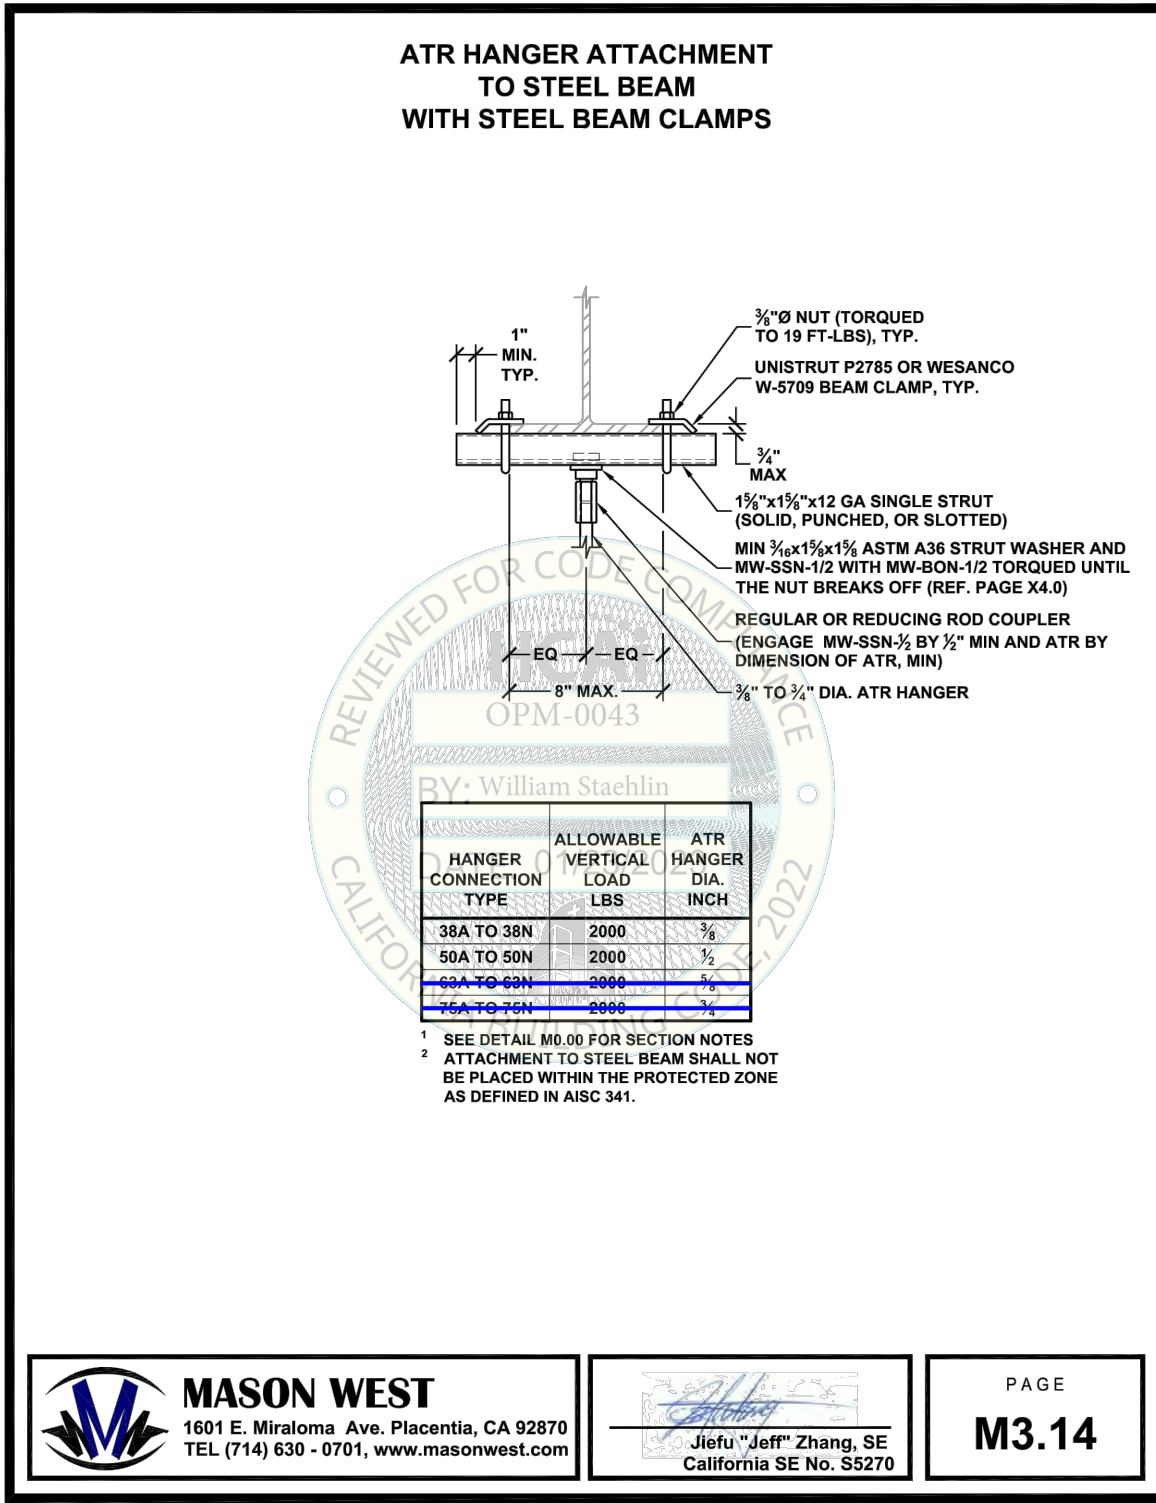 ATR HANGER ATTACHMENT
TO STEEL BEAM
WITH STEEL BEAM CLAMPS
1"
MIN.
TYP.
⅜"Ø NUT (TORQUED
TO 19 FT-LBS), TYP.
UNISTRUT P2785 OR WESANCO
W-5709 BEAM CLAMP, TYP.
¾"
MAX
1⅝"x1⅝"x12 GA SINGLE STRUT
(SOLID, PUNCHED, OR SLOTTED)
MIN 3⁄16x1⅝x1⅝ ASTM A36 STRUT WASHER AND
MW-SSN-1/2 WITH MW-BON-1/2 TORQUED UNTIL
THE NUT BREAKS OFF (REF. PAGE X4.0)
REGULAR OR REDUCING ROD COUPLER
(ENGAGE MW-SSN-½ BY ½" MIN AND ATR BY
DIMENSION OF ATR, MIN)
⅜" TO ¾" DIA. ATR HANGER
EQ EQ
8" MAX.
REVIEWED FOR CODE COMPLIANCE
HCAi
OPM-0043
BY: William Staehlin
CALIFORNIA BUILDING CODE, 2022
HANGER CONNECTION TYPE ALLOWABLE VERTICAL LOAD LBS ATR HANGER DIA. INCH
38A TO 38N 2000 ⅜
50A TO 50N 2000 ½
63A TO 63N 2000 ⅝
75A TO 75N 2000 ¾
1 SEE DETAIL M0.00 FOR SECTION NOTES
2 ATTACHMENT TO STEEL BEAM SHALL NOT
BE PLACED WITHIN THE PROTECTED ZONE
AS DEFINED IN AISC 341.
MASON WEST
1601 E. Miraloma Ave. Placentia, CA 92870
TEL (714) 630 - 0701, www.masonwest.com
Jiefu "Jeff" Zhang, SE
California SE No. S5270
PAGE
M3.14